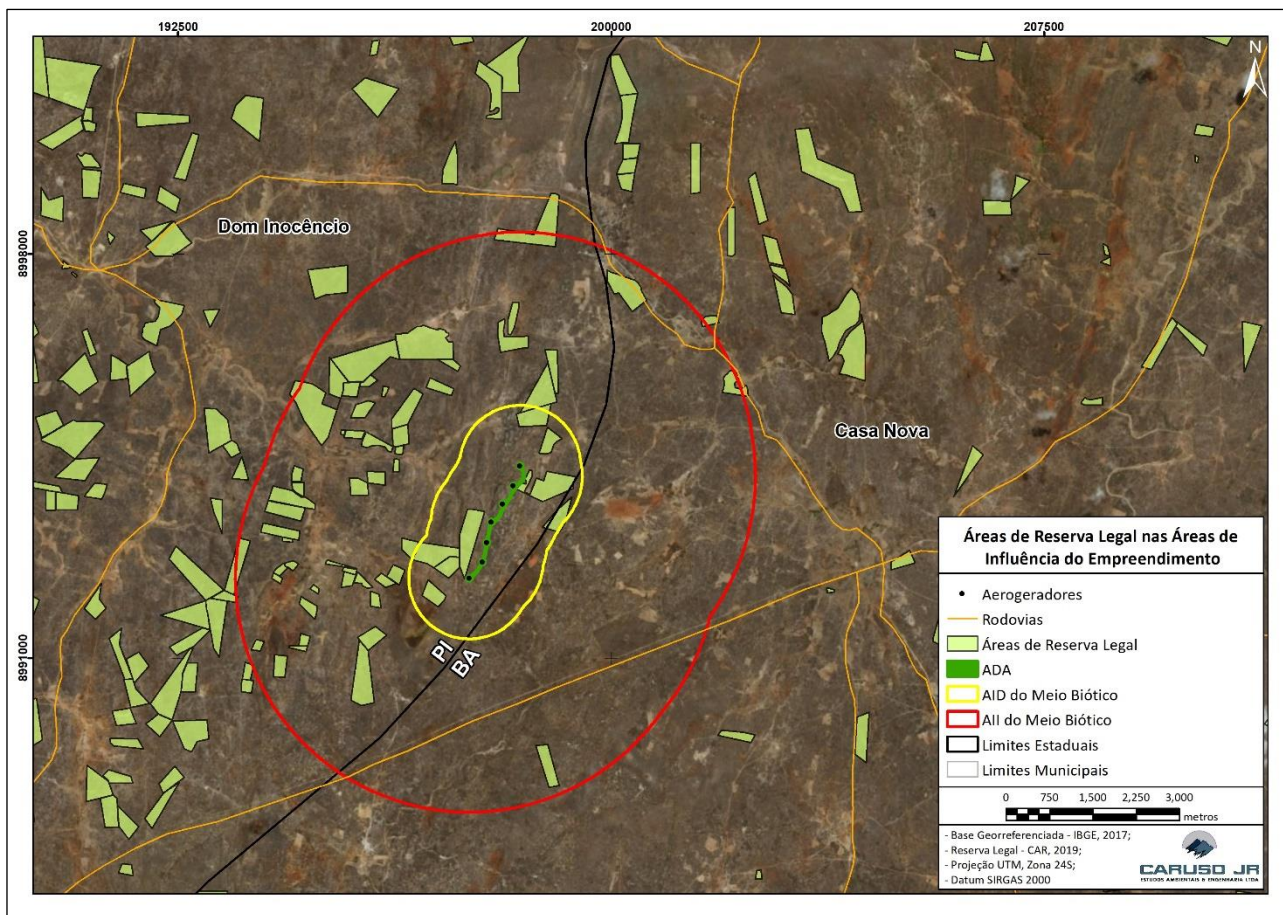 192500
200000
207500
N
8998000
Dom Inocêncio
Casa Nova
8991000
PI
BA
Áreas de Reserva Legal nas Áreas de
Influência do Empreendimento
Aerogeradores
Rodovias
Áreas de Reserva Legal
ADA
AID do Meio Biótico
AII do Meio Biótico
Limites Estaduais
Limites Municipais
0 750 1,500 2,250 3,000
metros
- Base Georreferenciada - IBGE, 2017;
- Reserva Legal - CAR, 2019;
- Projeção UTM, Zona 24S;
- Datum SIRGAS 2000
CARUSO JR
ESTUDOS AMBIENTAIS & ENGENHARIA LTDA